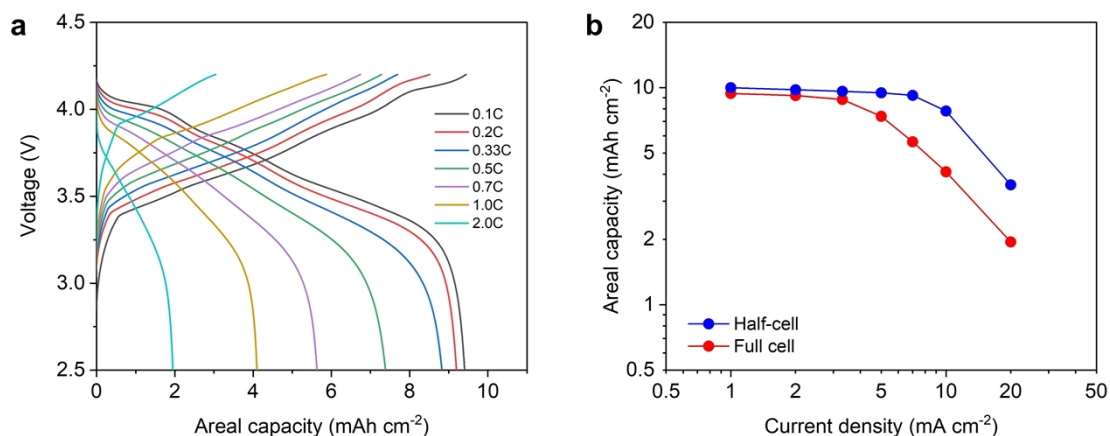 a
4.5
4.0
3.5
3.0
2.5
Voltage (V)
0.1C
0.2C
0.33C
0.5C
0.7C
1.0C
2.0C
0 2 4 6 8 10
Areal capacity (mAh cm⁻²)
b
20
10
5
2
1
0.5
Areal capacity (mAh cm⁻²)
Half-cell
Full cell
0.5 1 2 5 10 20 50
Current density (mA cm⁻²)